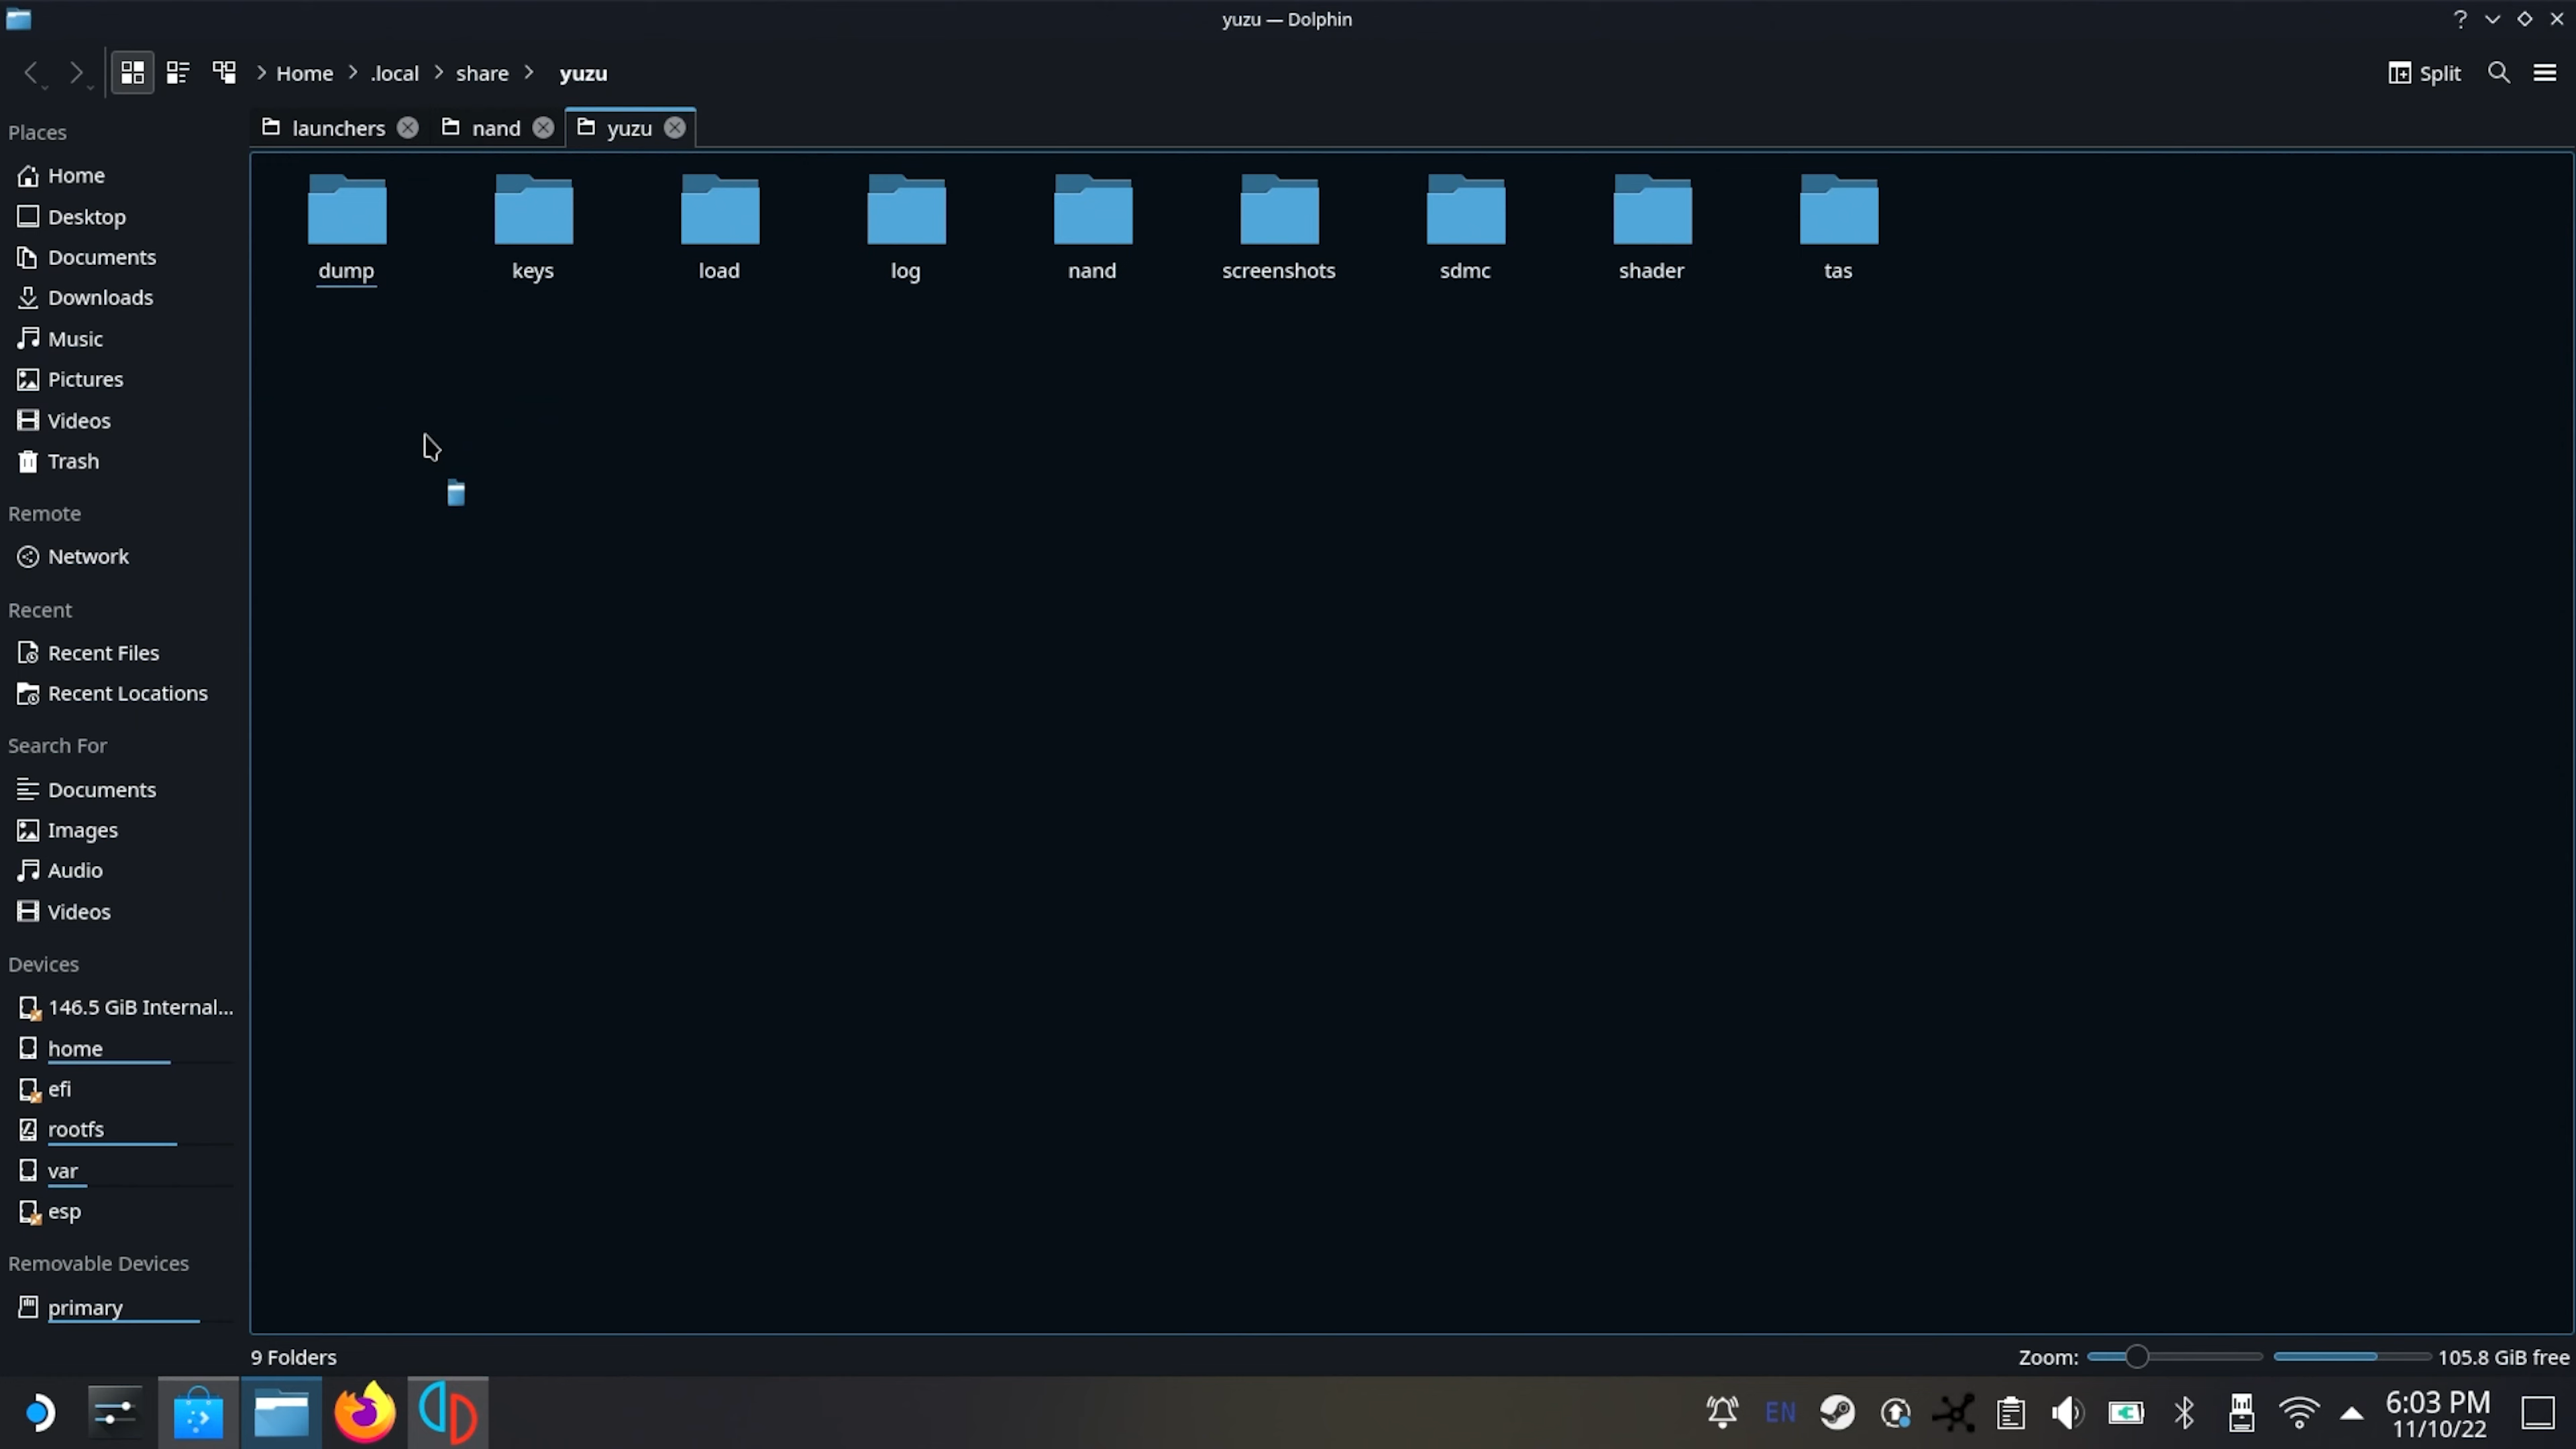 yuzu — Dolphin
Home .local share yuzu
Split
launchers nand yuzu
Places
Home
Desktop
Documents
Downloads
Music
Pictures
Videos
Trash
Remote
Network
Recent
Recent Files
Recent Locations
Search For
Documents
Images
Audio
Videos
Devices
146.5 GiB Internal...
home
efi
rootfs
var
esp
Removable Devices
primary
dump keys load log nand screenshots sdmc shader tas
9 Folders
Zoom: 105.8 GiB free
EN
6:03 PM
11/10/22